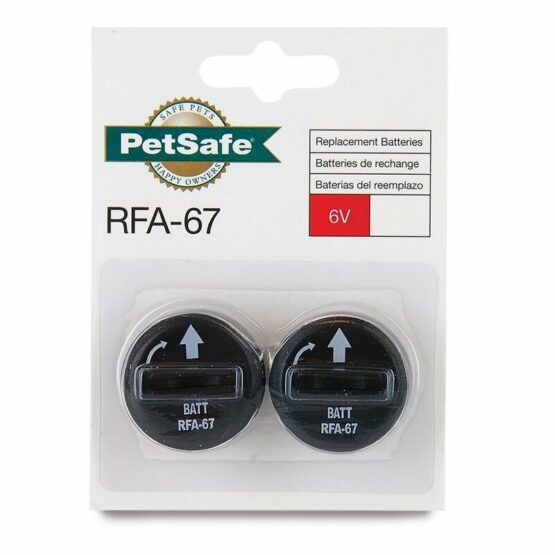 SAFE PETS
PetSafe®
HAPPY OWNERS
RFA-67
Replacement Batteries
Batteries de rechange
Baterias del reemplazo
6V
BATT
RFA-67
BATT
RFA-67